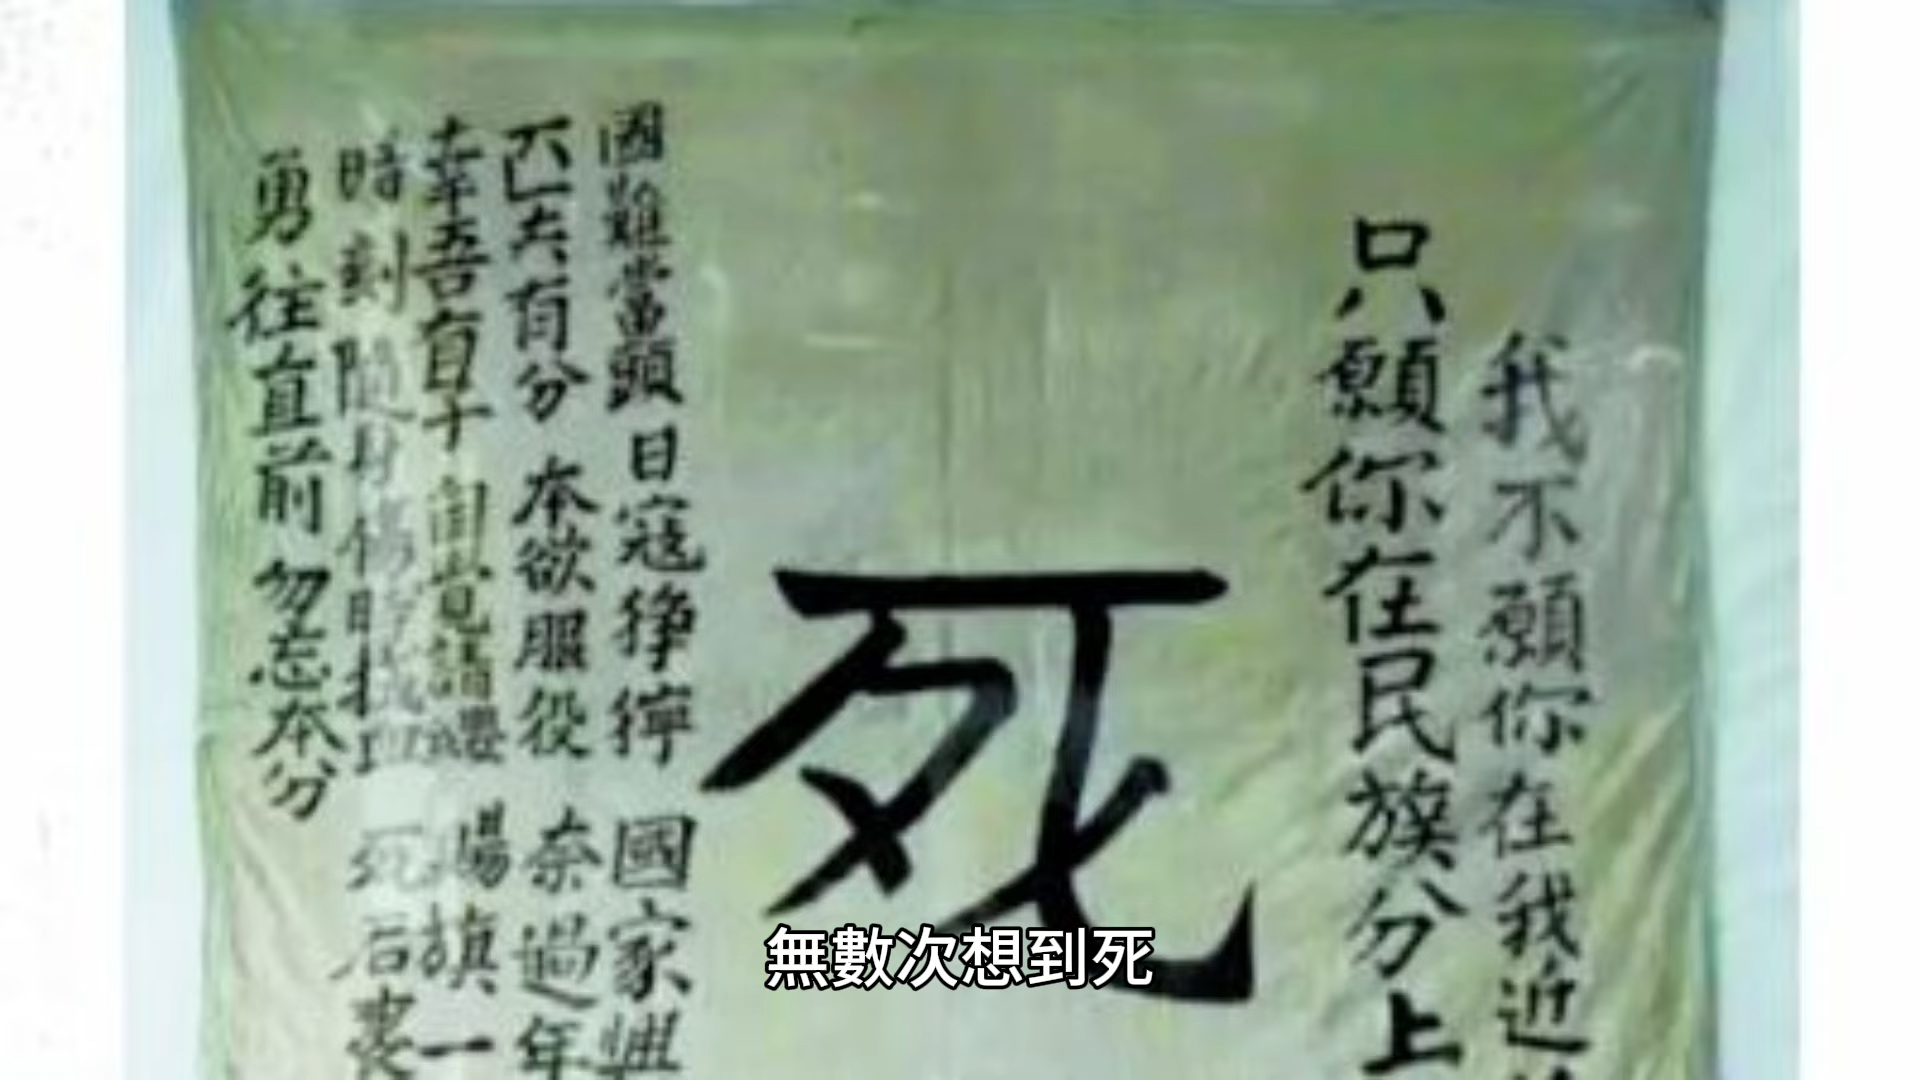 我不願你在我近
只願你在民族分上
死
國難當頭 日寇猙獰 國家興
匹夫有分 本欲服役 奈過年
幸吾有子 自覺請纓 賜旗一
時刻隨身 傷時拭血 死后裹
勇往直前 勿忘本分
無數次想到死